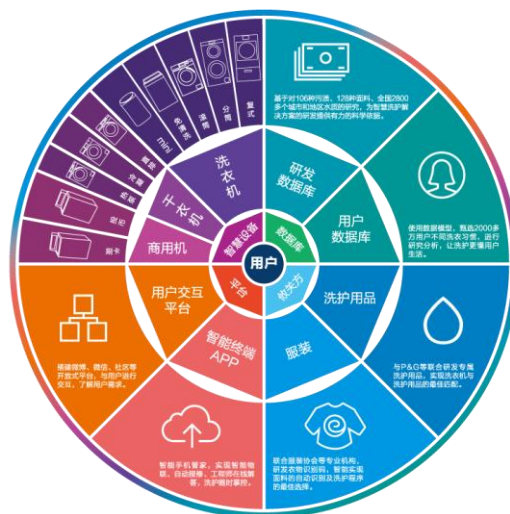 用户
智慧设备
数据库
攸关方
平台
洗衣机
干衣机
商用机
研发
数据库
用户
数据库
洗护用品
服装
智能终端
APP
用户交互
平台
复式
分筒
滚筒
免清洗
直排
冷凝
热泵
投币
刷卡
基于对106种污渍、128种面料、全国2800
多个城市和地区水质的研究，为智慧洗护
解决方案的研发提供有力的科学依据。
使用数据模型，甄选2000多
万用户不同洗衣习惯，进行
研究分析，让洗护更懂用户
生活。
与P&G等联合研发专属
洗护用品，实现洗衣机与
洗护用品的最佳匹配。
联合服装协会等专业机构，
研发衣物识别码，智能实现
面料的自动识别及洗护程序
的最佳选择。
智能手机管家，实现智能物
联、自动报修、工程师在线解
答，洗护随时掌控。
搭建微博、微信、社区等
开放式平台，与用户进行
交互，了解用户需求。